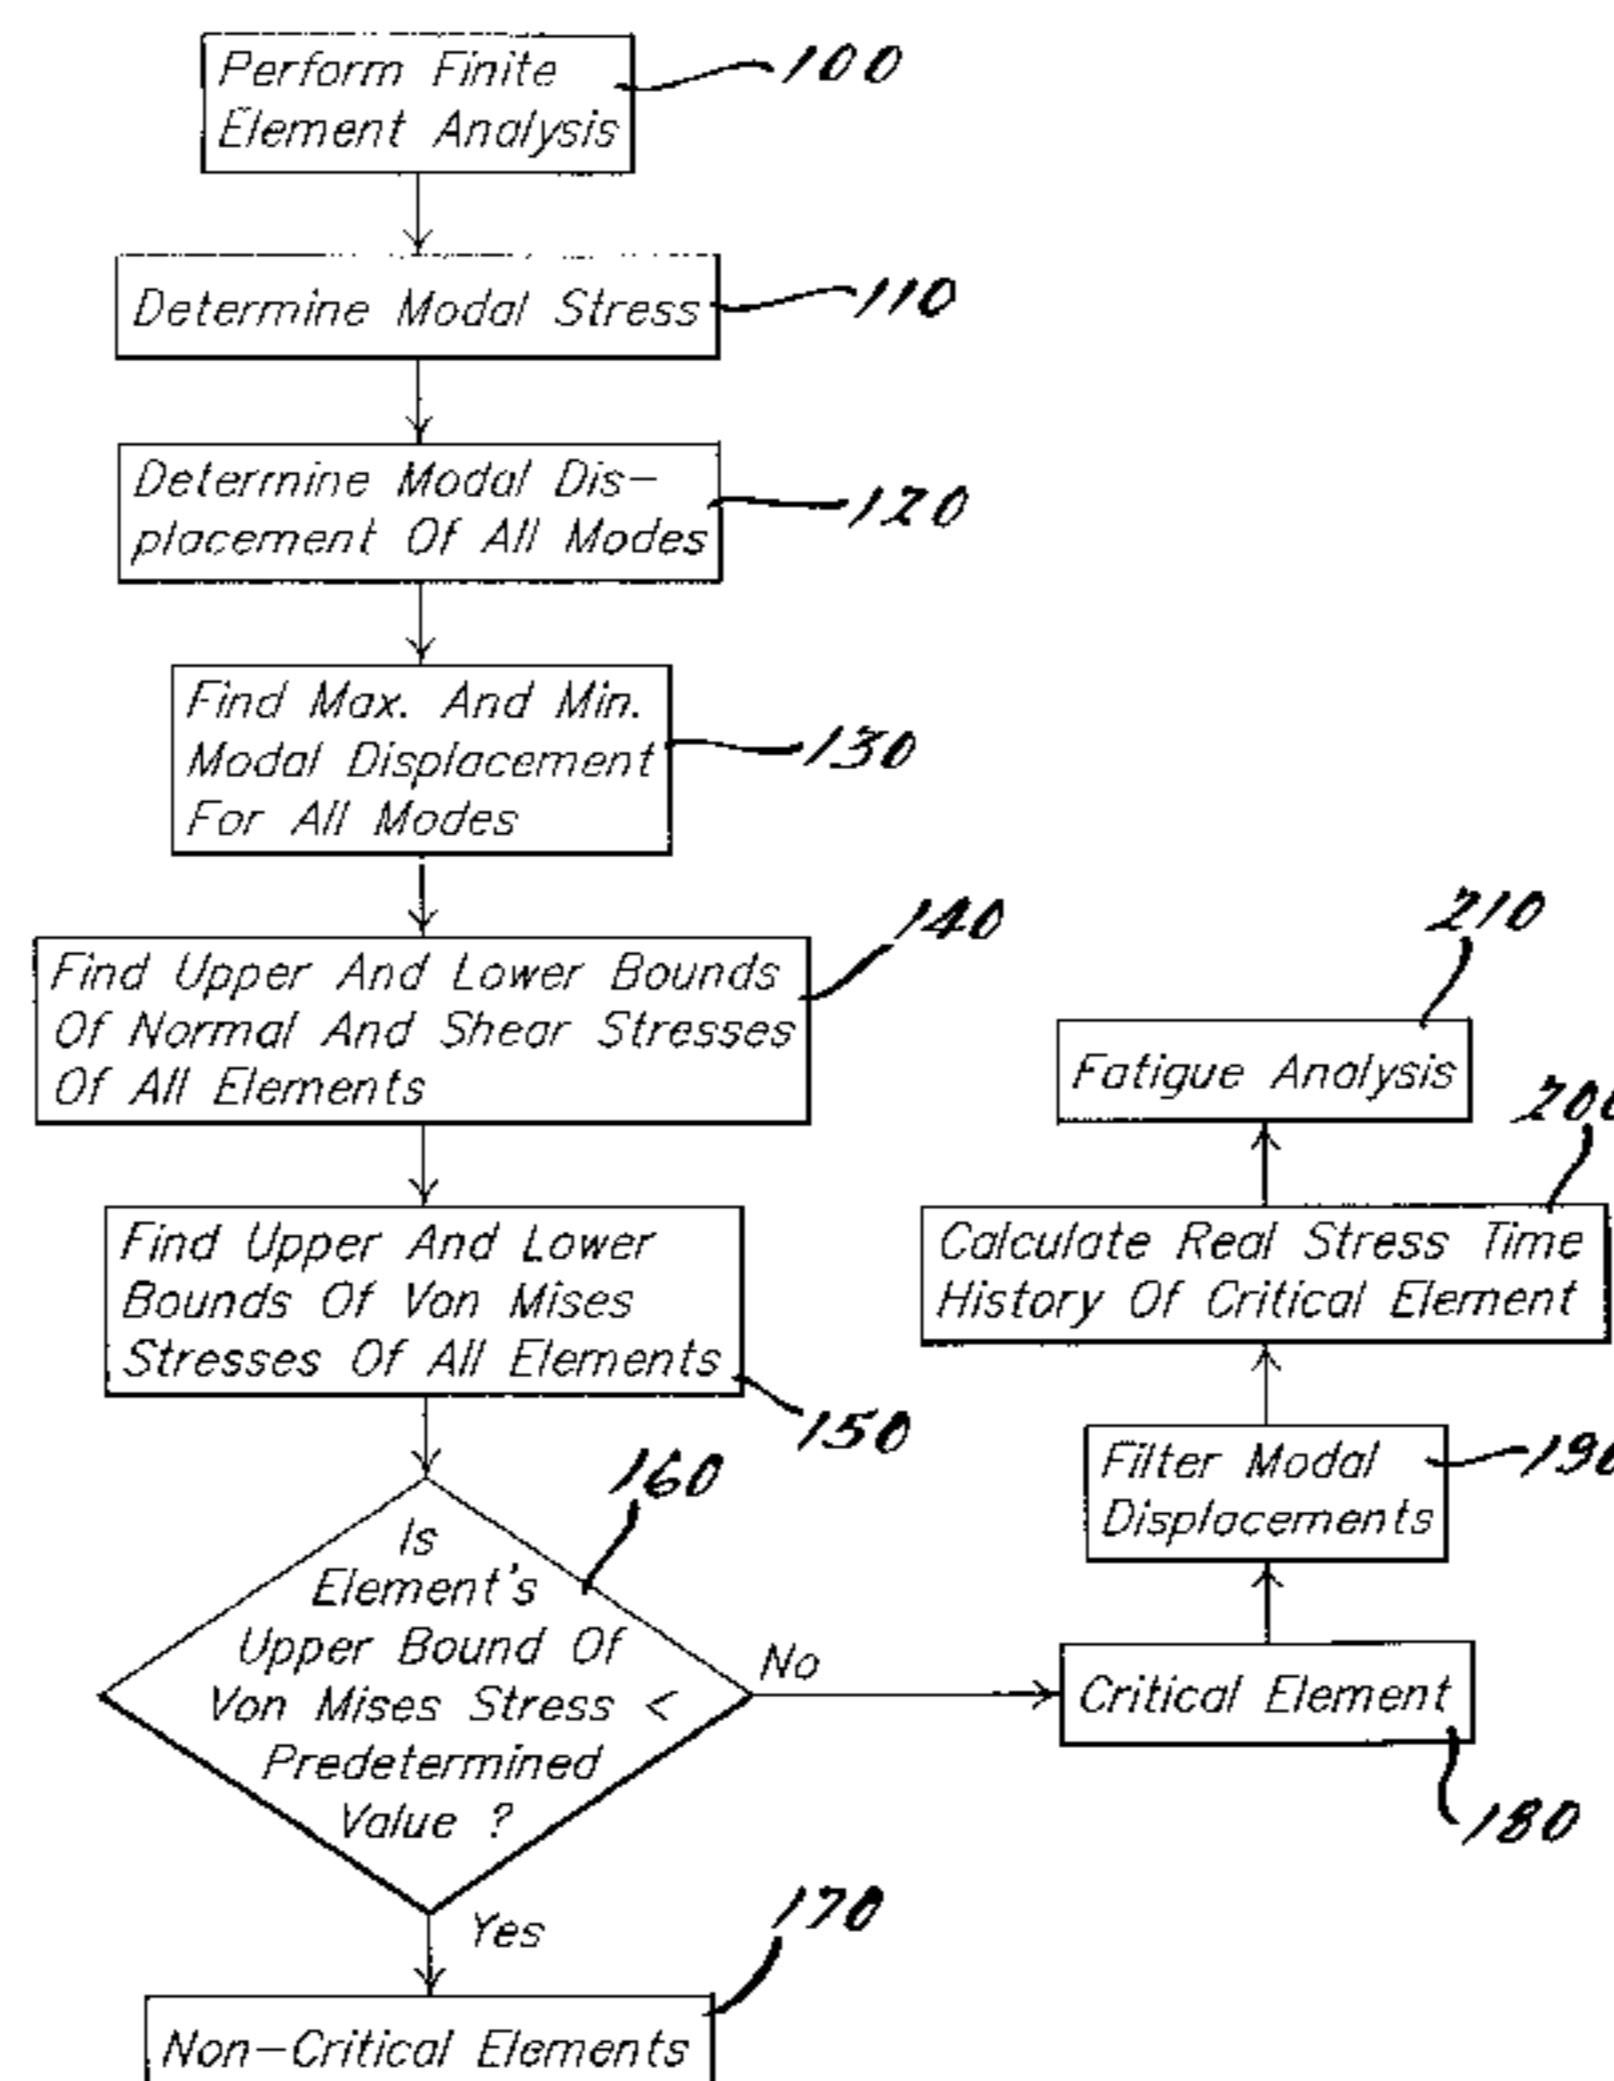 Perform Finite
Element Analysis
100
Determine Modal Stress
110
Determine Modal Dis-
placement Of All Modes
120
Find Max. And Min.
Modal Displacement
For All Modes
130
Find Upper And Lower Bounds
Of Normal And Shear Stresses
Of All Elements
140
Find Upper And Lower
Bounds Of Von Mises
Stresses Of All Elements
150
Is
Element's
Upper Bound Of
Von Mises Stress <
Predetermined
Value ?
160
Yes
Non-Critical Elements
170
No
Critical Element
180
Filter Modal
Displacements
190
Calculate Real Stress Time
History Of Critical Element
200
Fatigue Analysis
210